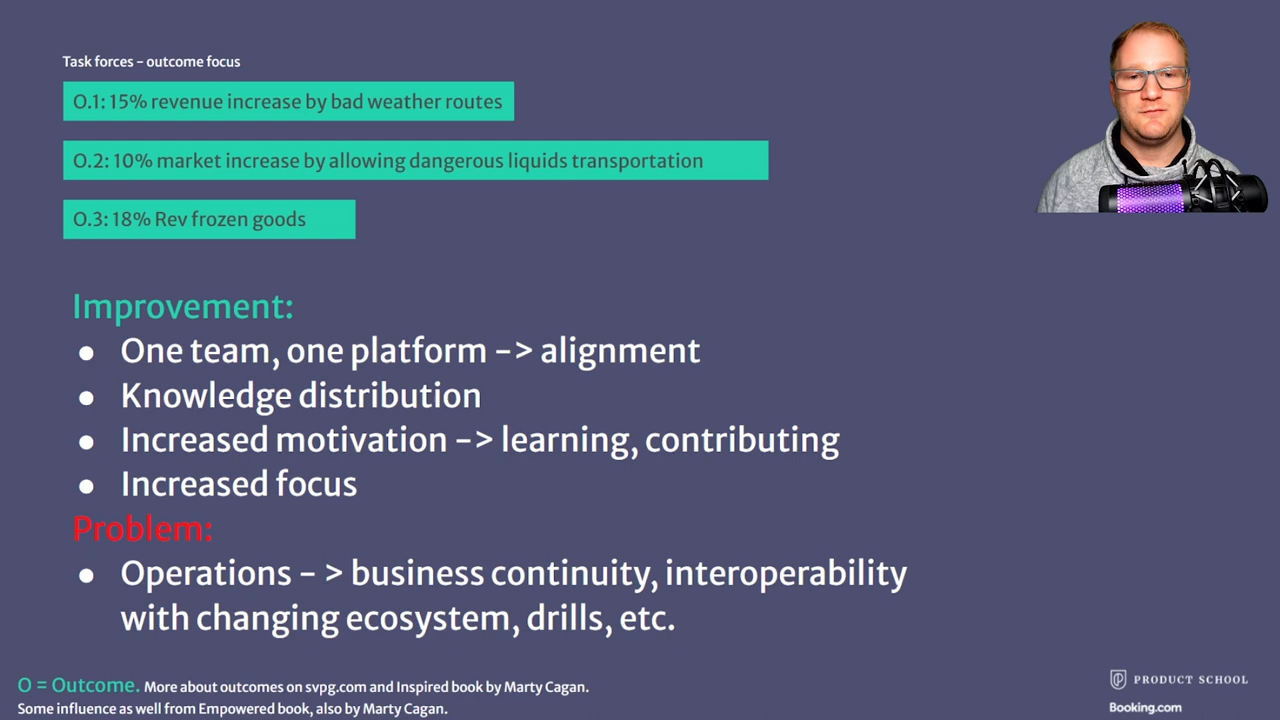 Task forces - outcome focus
O.1: 15% revenue increase by bad weather routes
O.2: 10% market increase by allowing dangerous liquids transportation
O.3: 18% Rev frozen goods
Improvement:
● One team, one platform -> alignment
● Knowledge distribution
● Increased motivation -> learning, contributing
● Increased focus
Problem:
● Operations - > business continuity, interoperability
with changing ecosystem, drills, etc.
O = Outcome. More about outcomes on svpg.com and Inspired book by Marty Cagan.
Some influence as well from Empowered book, also by Marty Cagan.
PRODUCT SCHOOL
Booking.com